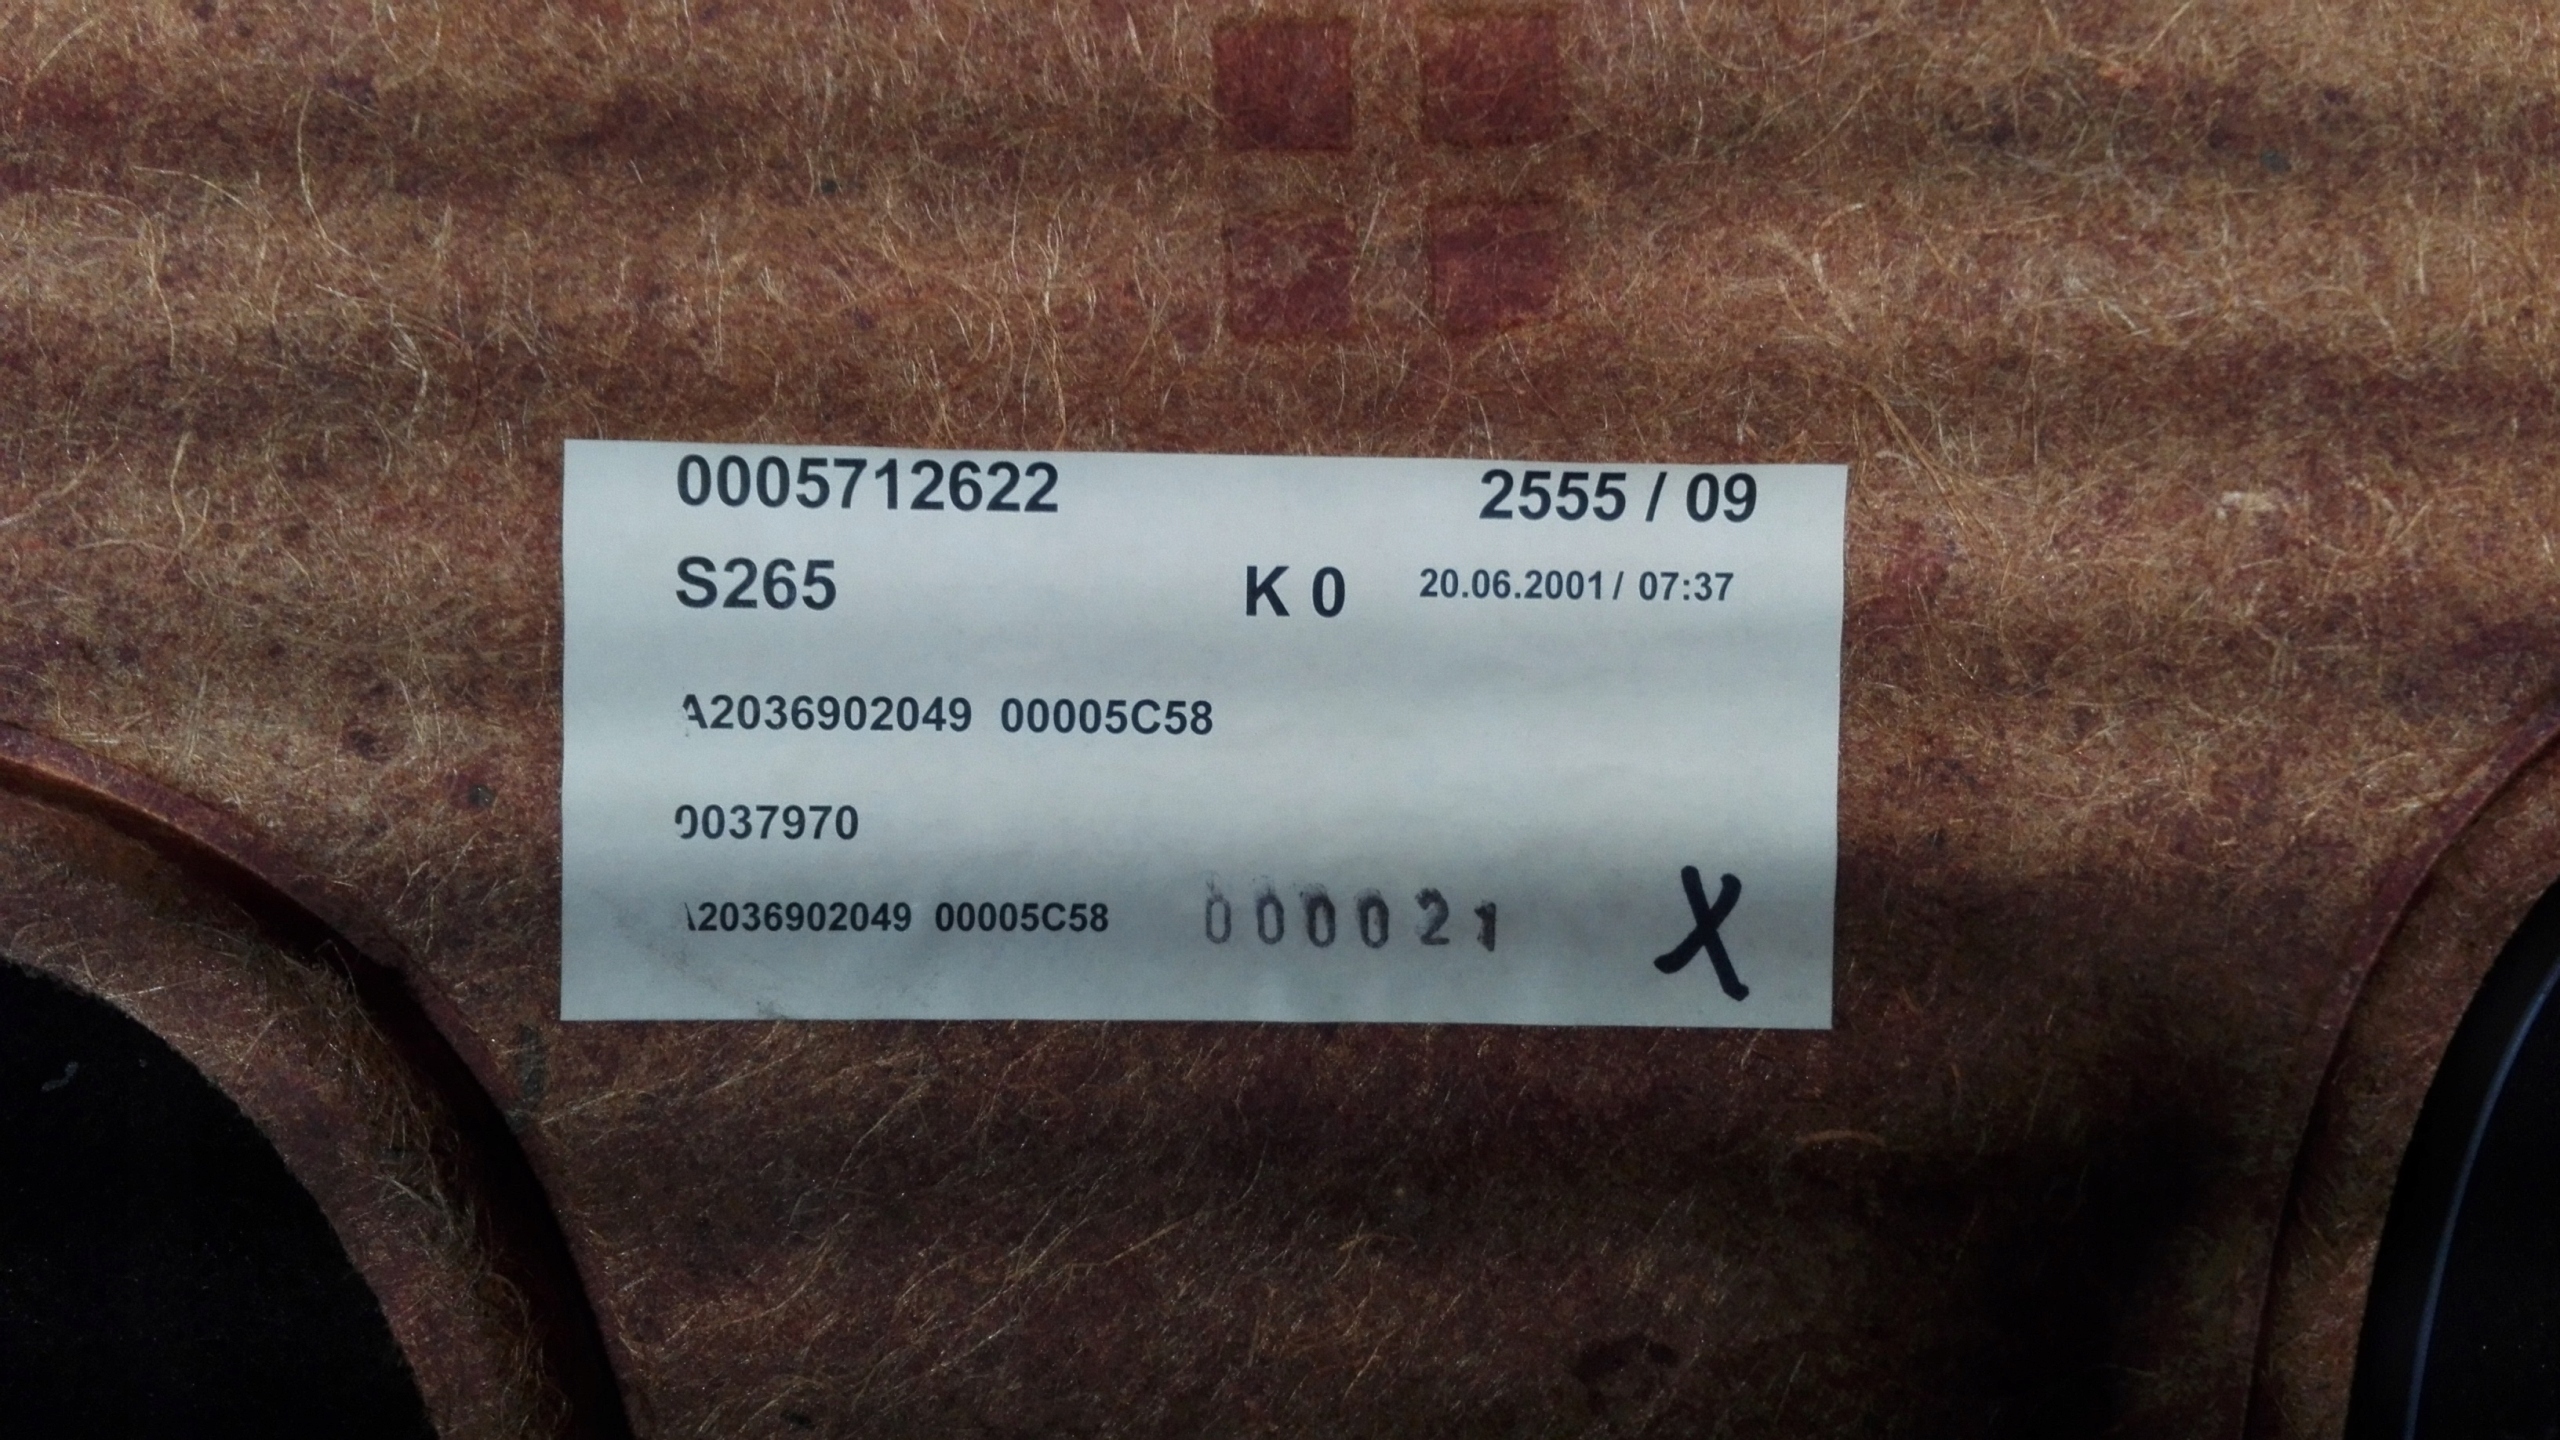 0005712622 2555 / 09
S265 K 0 20.06.2001 / 07:37
A2036902049 00005C58
0037970
A2036902049 00005C58 000021 X